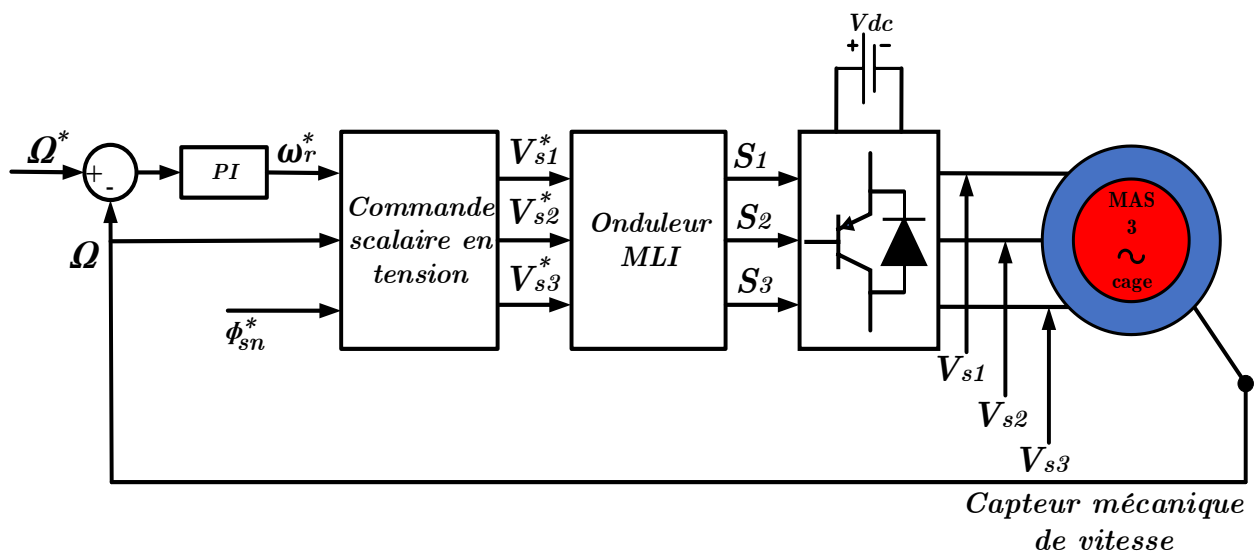 Vdc
+ −
Ω*
+
-
PI
ω*r
Commande
scalaire en
tension
V*s1
V*s2
V*s3
Onduleur
MLI
S1
S2
S3
MAS
3
~
cage
Ω
ϕ*sn
Vs1
Vs2
Vs3
Capteur mécanique
de vitesse